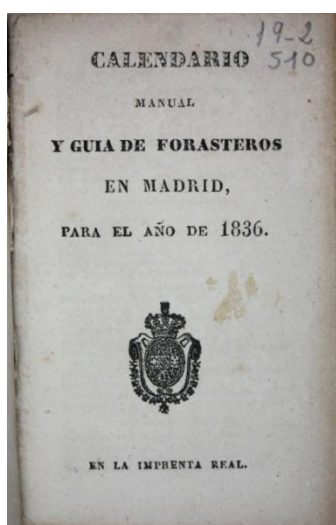 19-2
CALENDARIO
510
MANUAL
Y GUIA DE FORASTEROS
EN MADRID,
PARA EL AÑO DE 1836.
EN LA IMPRENTA REAL.